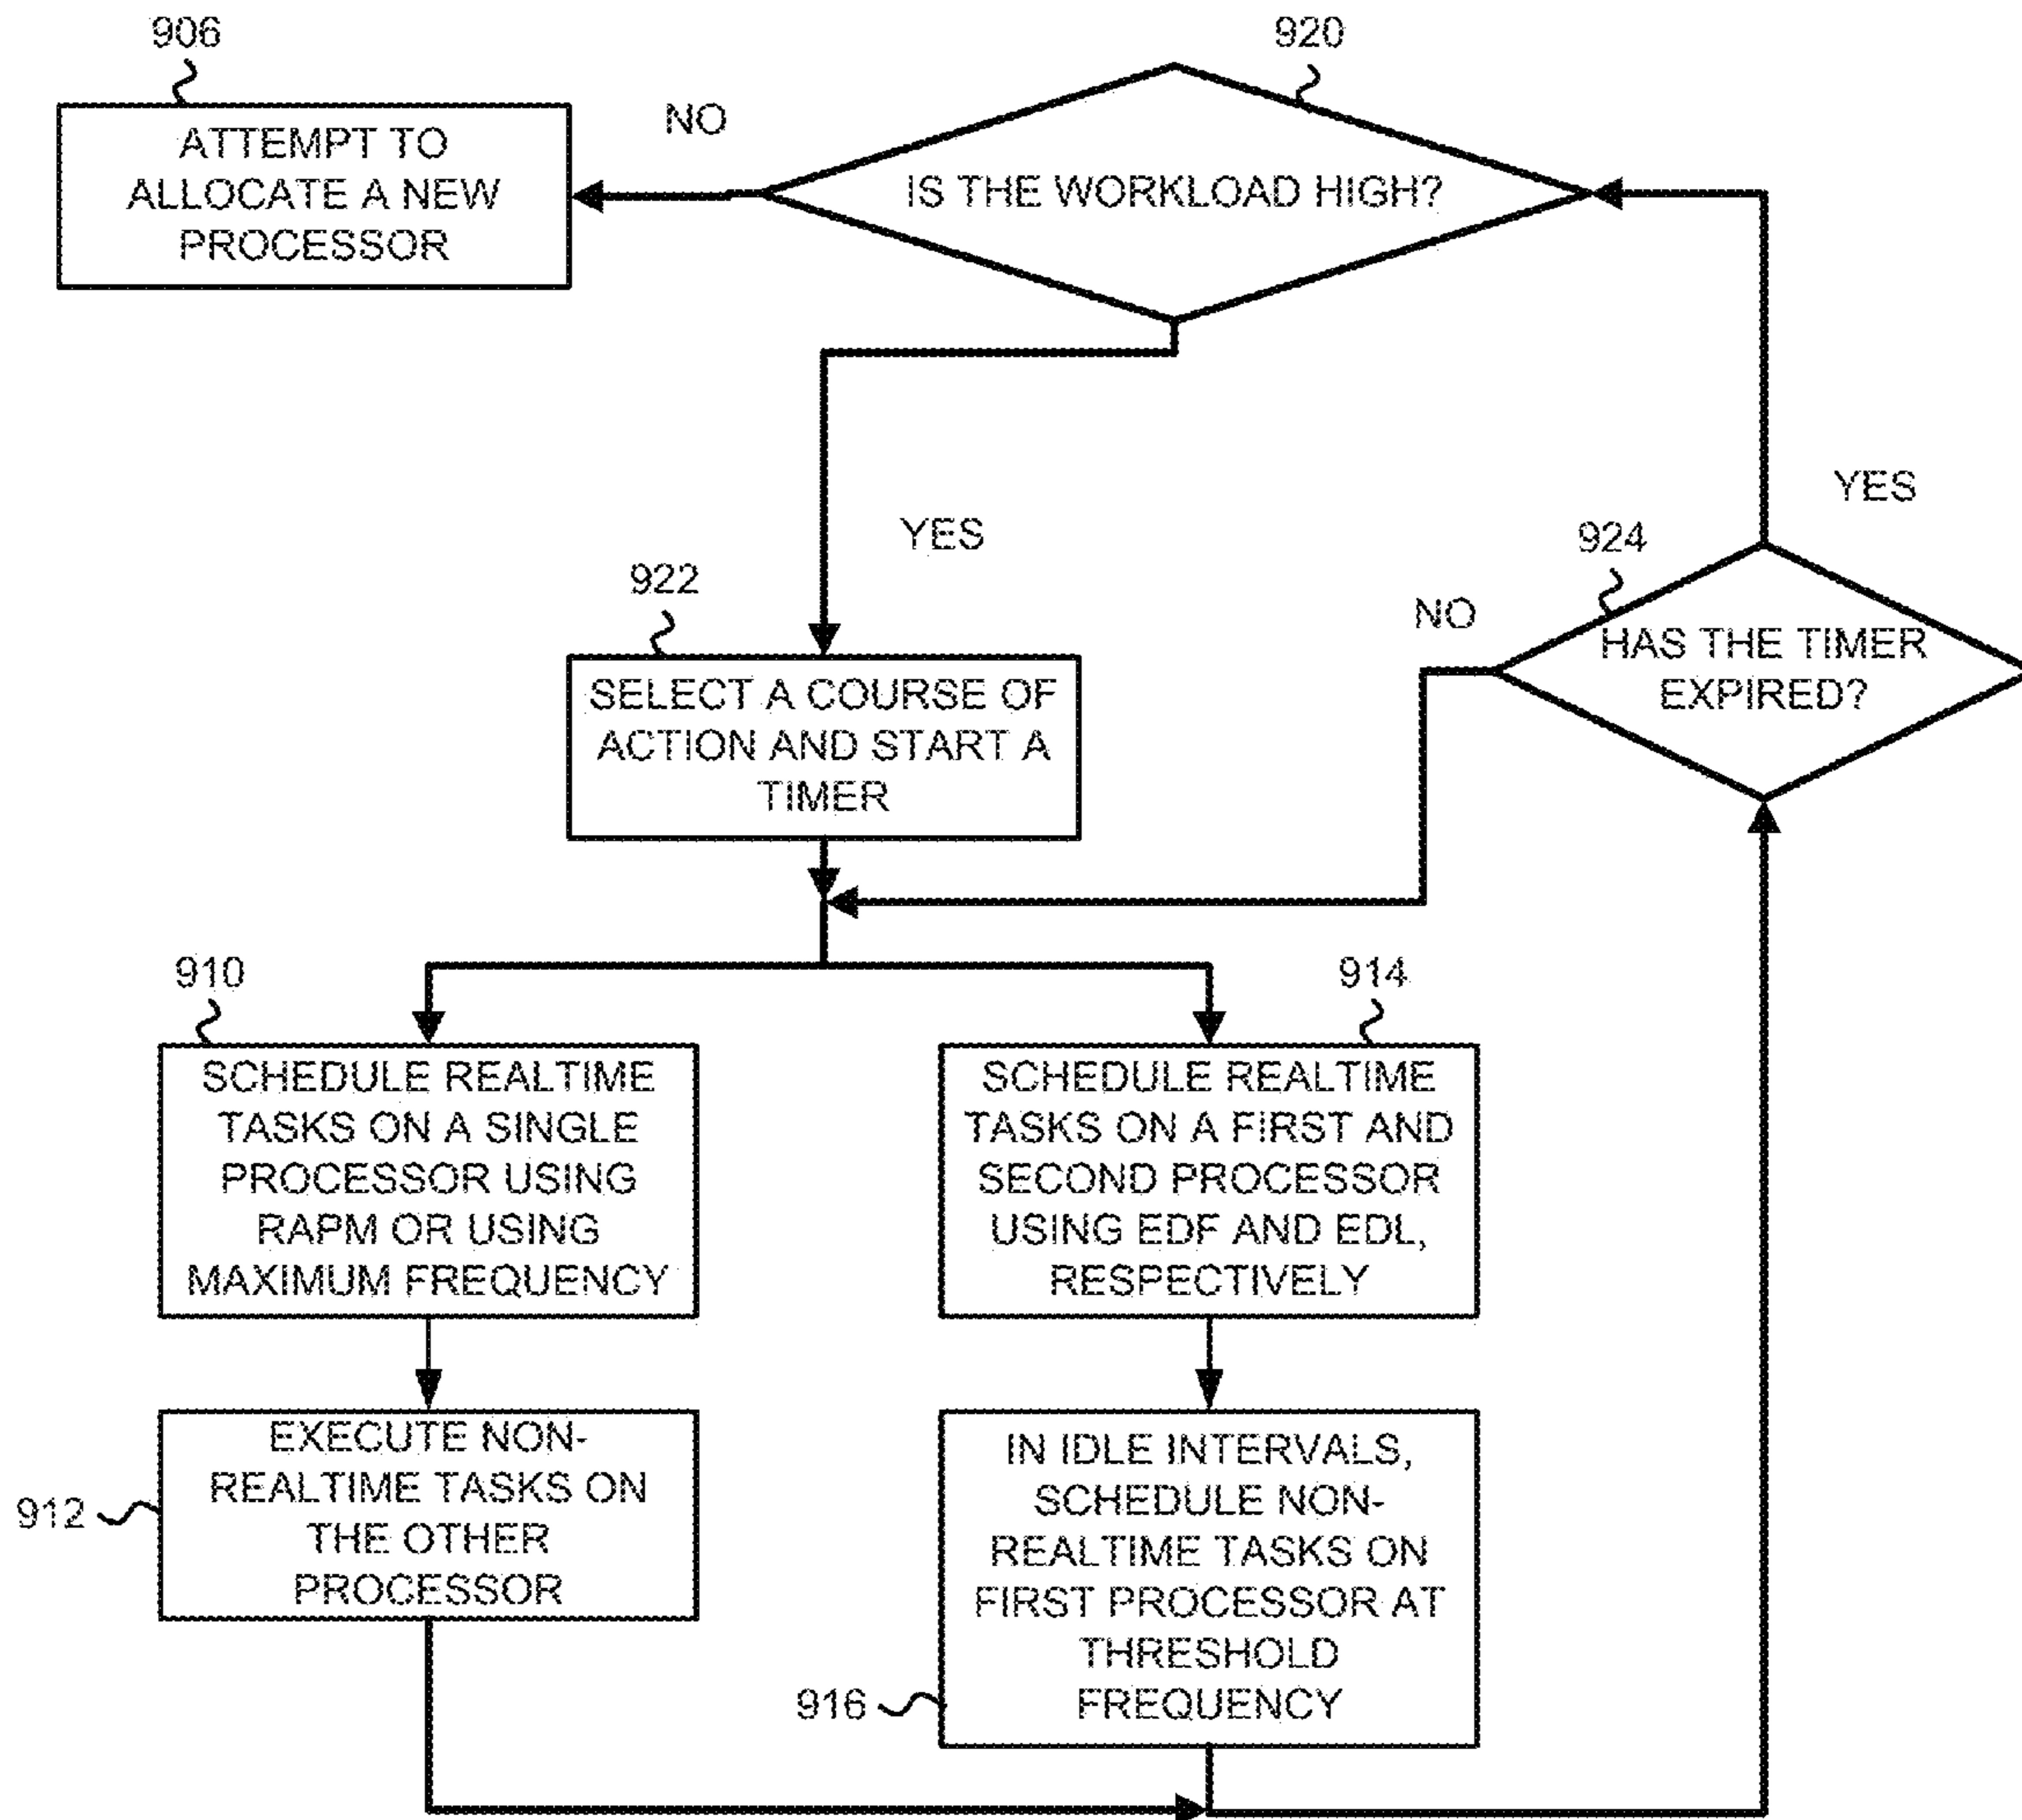 906
920
ATTEMPT TO
ALLOCATE A NEW
PROCESSOR
NO
IS THE WORKLOAD HIGH?
YES
YES
924
NO
HAS THE TIMER
EXPIRED?
922
SELECT A COURSE OF
ACTION AND START A
TIMER
910
SCHEDULE REALTIME
TASKS ON A SINGLE
PROCESSOR USING
RAPM OR USING
MAXIMUM FREQUENCY
914
SCHEDULE REALTIME
TASKS ON A FIRST AND
SECOND PROCESSOR
USING EDF AND EDL,
RESPECTIVELY
912
EXECUTE NON-
REALTIME TASKS ON
THE OTHER
PROCESSOR
916
IN IDLE INTERVALS,
SCHEDULE NON-
REALTIME TASKS ON
FIRST PROCESSOR AT
THRESHOLD
FREQUENCY